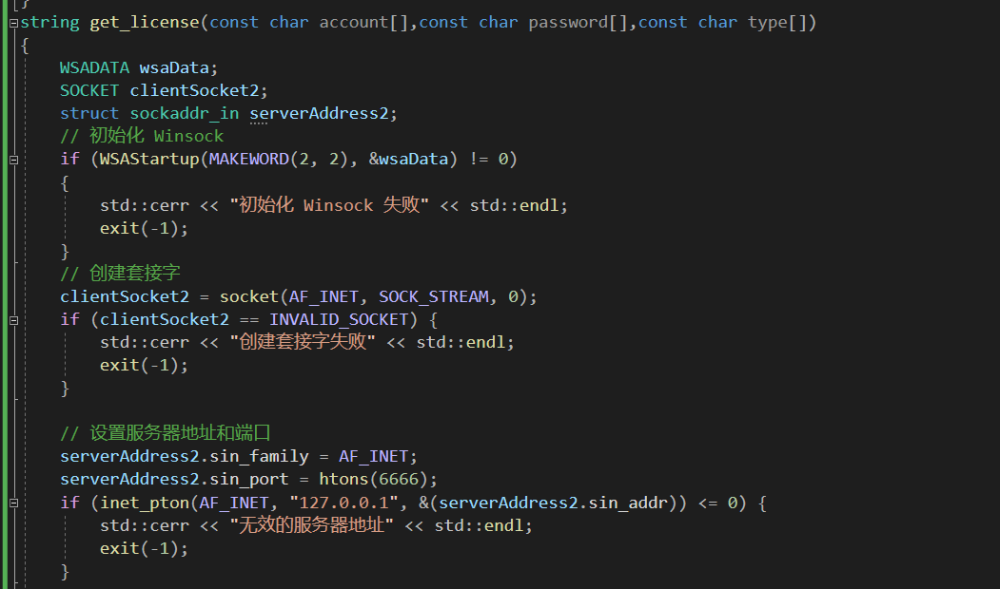 }
string get_license(const char account[],const char password[],const char type[])
{
WSADATA wsaData;
SOCKET clientSocket2;
struct sockaddr_in serverAddress2;
// 初始化 Winsock
if (WSAStartup(MAKEWORD(2, 2), &wsaData) != 0)
{
std::cerr << "初始化 Winsock 失败" << std::endl;
exit(-1);
}
// 创建套接字
clientSocket2 = socket(AF_INET, SOCK_STREAM, 0);
if (clientSocket2 == INVALID_SOCKET) {
std::cerr << "创建套接字失败" << std::endl;
exit(-1);
}
// 设置服务器地址和端口
serverAddress2.sin_family = AF_INET;
serverAddress2.sin_port = htons(6666);
if (inet_pton(AF_INET, "127.0.0.1", &(serverAddress2.sin_addr)) <= 0) {
std::cerr << "无效的服务器地址" << std::endl;
exit(-1);
}